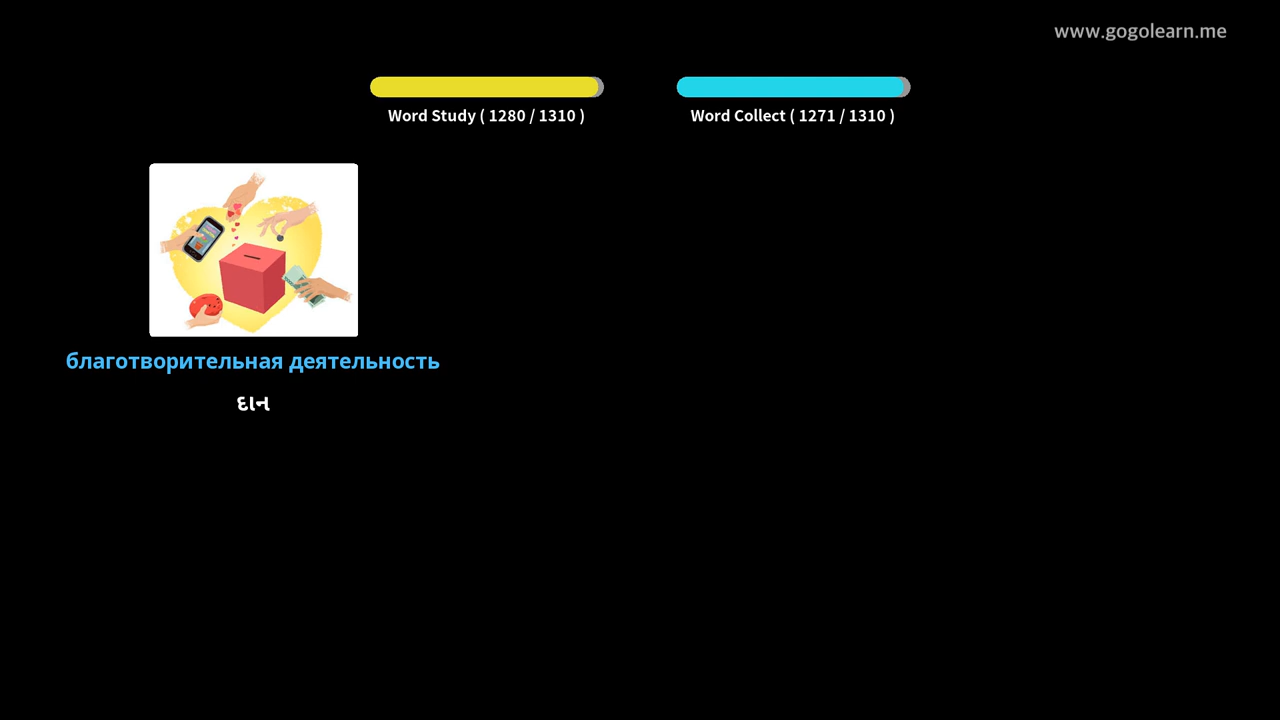 www.gogolearn.me
Word Study ( 1280 / 1310 )
Word Collect ( 1271 / 1310 )
благотворительная деятельность
દાન